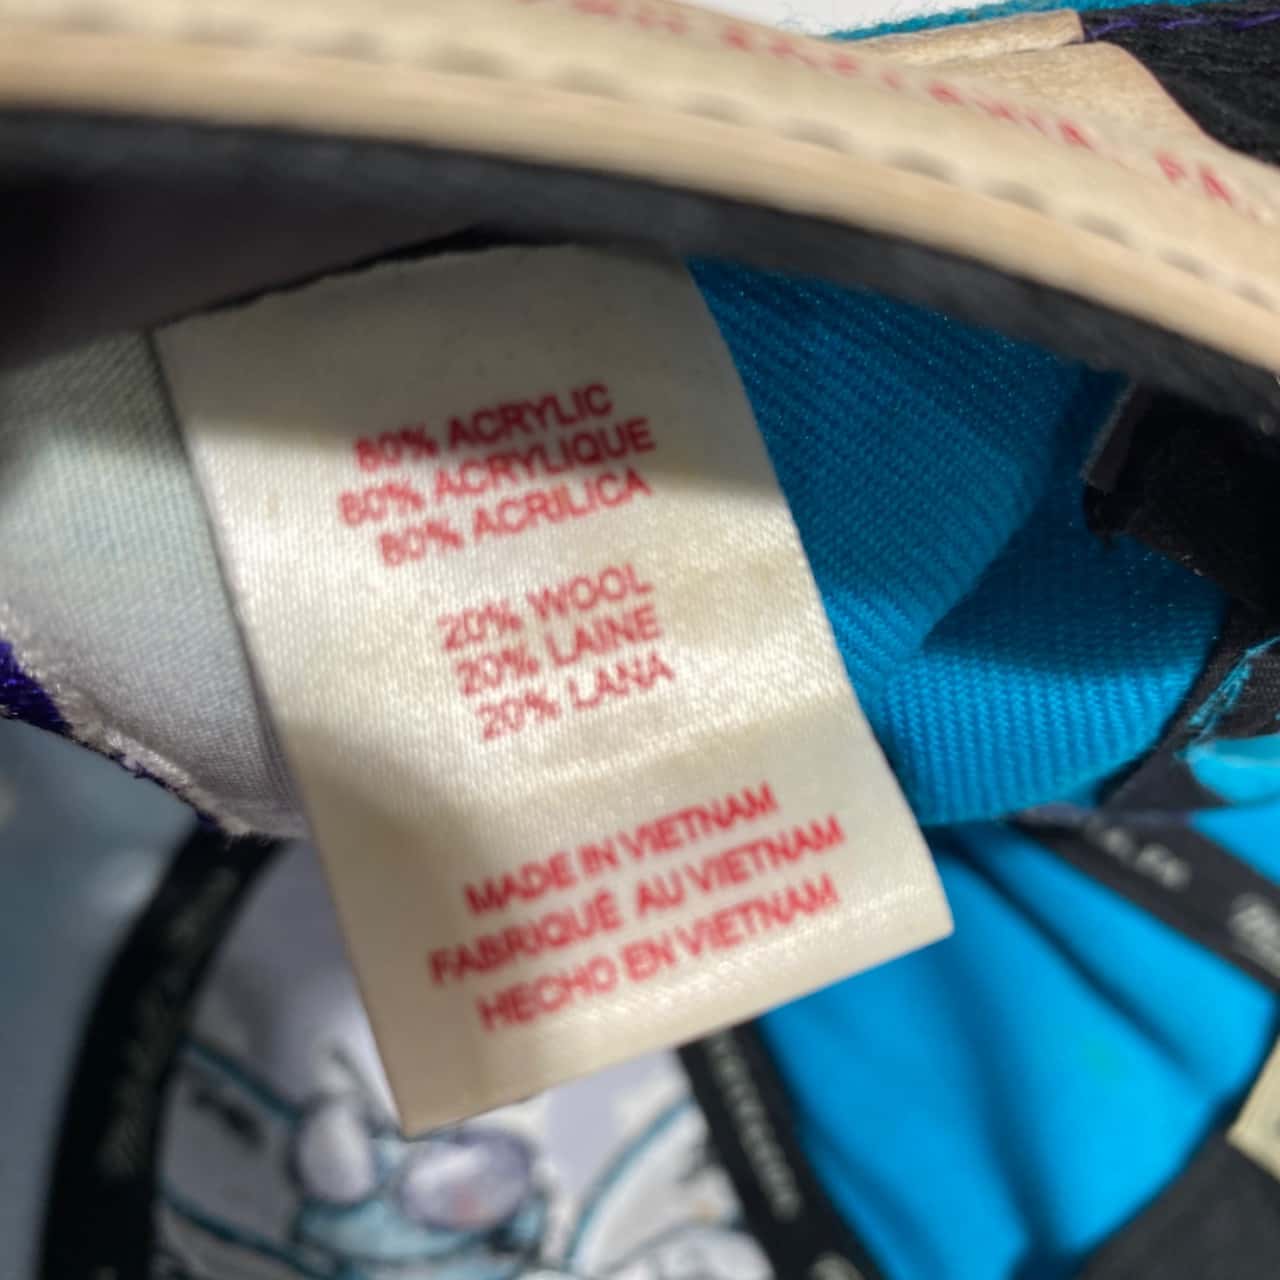 80% ACRYLIC
80% ACRYLIQUE
80% ACRILICA
20% WOOL
20% LAINE
20% LANA
MADE IN VIETNAM
FABRIQUÉ AU VIETNAM
HECHO EN VIETNAM